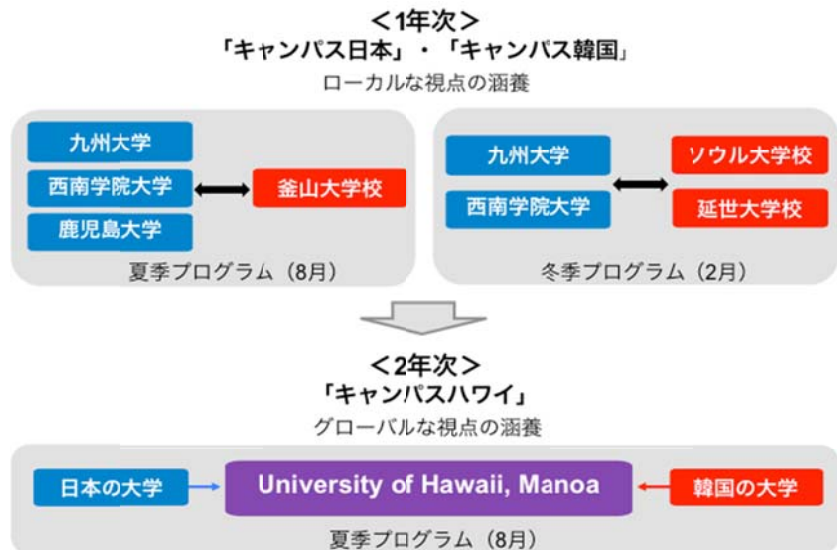 ＜1年次＞
「キャンパス日本」・「キャンパス韓国」
ローカルな視点の涵養
九州大学
西南学院大学
鹿児島大学
釜山大学校
夏季プログラム（8月）
九州大学
西南学院大学
ソウル大学校
延世大学校
冬季プログラム（2月）
＜2年次＞
「キャンパスハワイ」
グローバルな視点の涵養
日本の大学
University of Hawaii, Manoa
韓国の大学
夏季プログラム（8月）